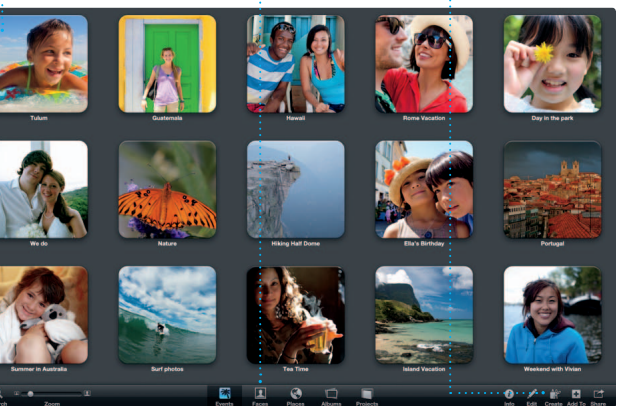 Tulum
Guatemala
Hawaii
Rome Vacation
Day in the park
We do
Nature
Hiking Half Dome
Ella's Birthday
Portugal
Summer in Australia
Surf photos
Tea Time
Island Vacation
Weekend with Vivian
Zoom
Events
Faces
Places
Albums
Projects
Info
Edit
Create
Add To
Share